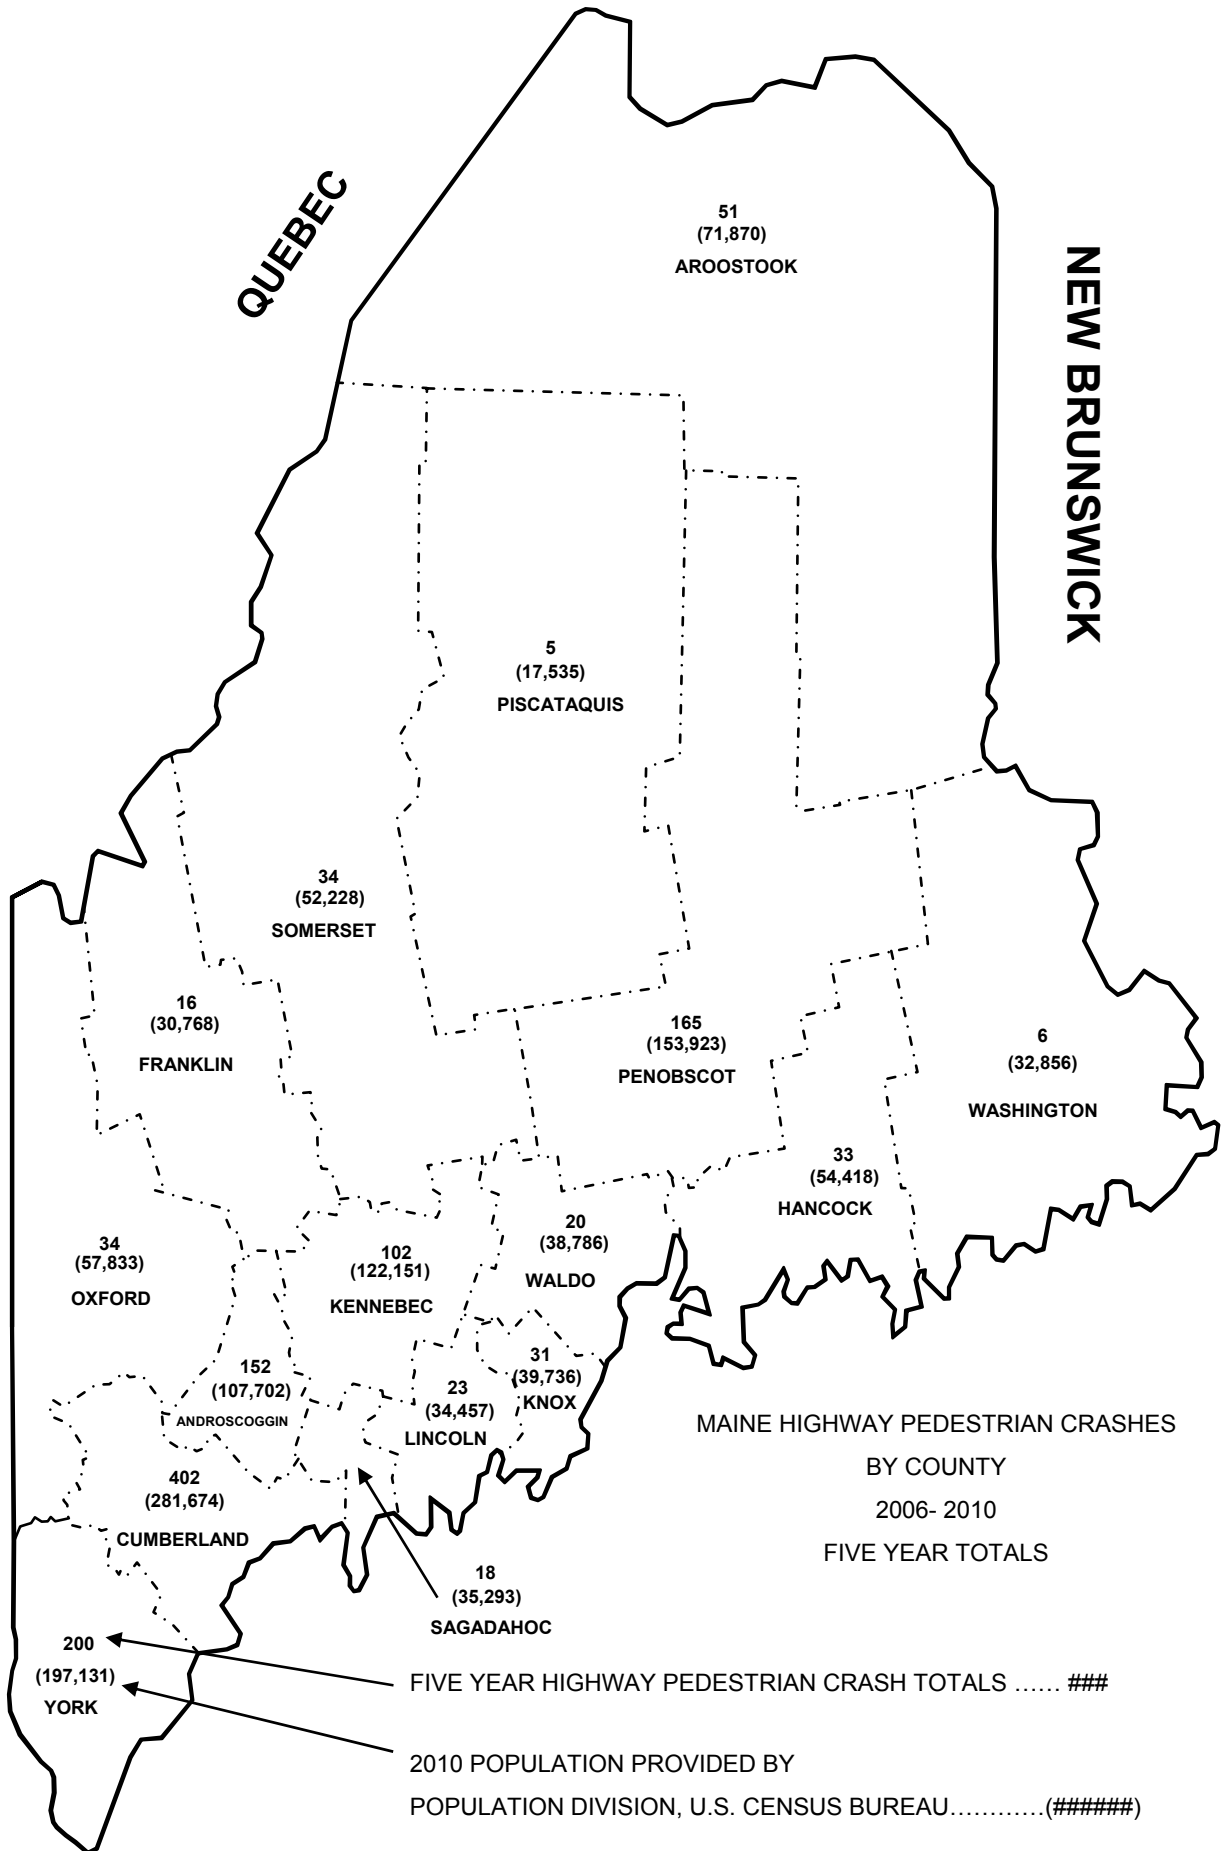 QUEBEC
NEW BRUNSWICK
51
(71,870)
AROOSTOOK
5
(17,535)
PISCATAQUIS
34
(52,228)
SOMERSET
16
(30,768)
FRANKLIN
165
(153,923)
PENOBSCOT
6
(32,856)
WASHINGTON
33
(54,418)
HANCOCK
20
(38,786)
WALDO
34
(57,833)
OXFORD
102
(122,151)
KENNEBEC
152
(107,702)
ANDROSCOGGIN
31
(39,736)
KNOX
23
(34,457)
LINCOLN
402
(281,674)
CUMBERLAND
18
(35,293)
SAGADAHOC
200
(197,131)
YORK
MAINE HIGHWAY PEDESTRIAN CRASHES
BY COUNTY
2006- 2010
FIVE YEAR TOTALS
FIVE YEAR HIGHWAY PEDESTRIAN CRASH TOTALS …… ###
2010 POPULATION PROVIDED BY
POPULATION DIVISION, U.S. CENSUS BUREAU…………(######)